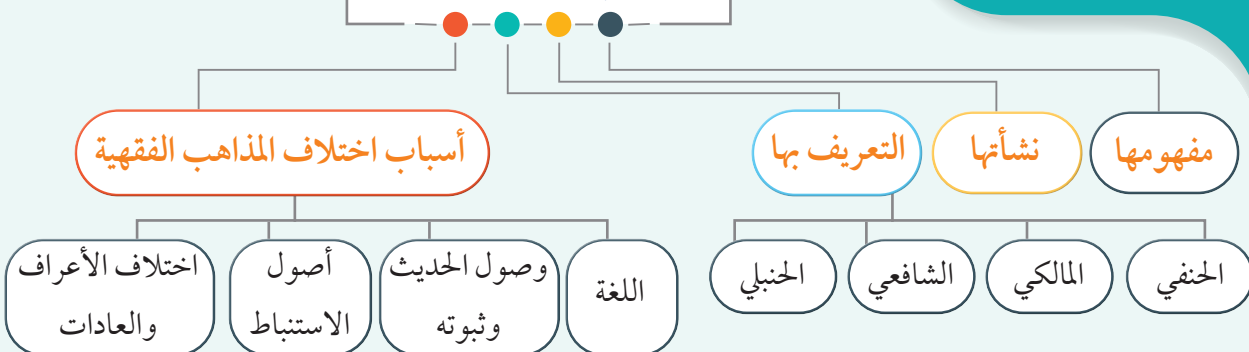 مفهومها
نشأتها
التعريف بها
أسباب اختلاف المذاهب الفقهية
الحنفي
المالكي
الشافعي
الحنبلي
اللغة
وصول الحديث
وثبوته
أصول
الاستنباط
اختلاف الأعراف
والعادات